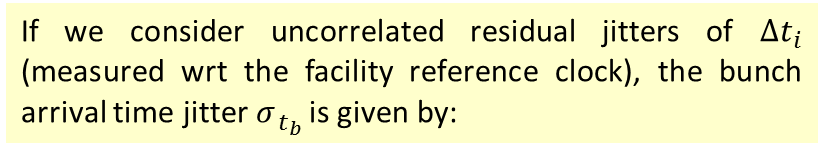 If we consider uncorrelated residual jitters of Δtᵢ
(measured wrt the facility reference clock), the bunch
arrival time jitter σ_{t_b} is given by: